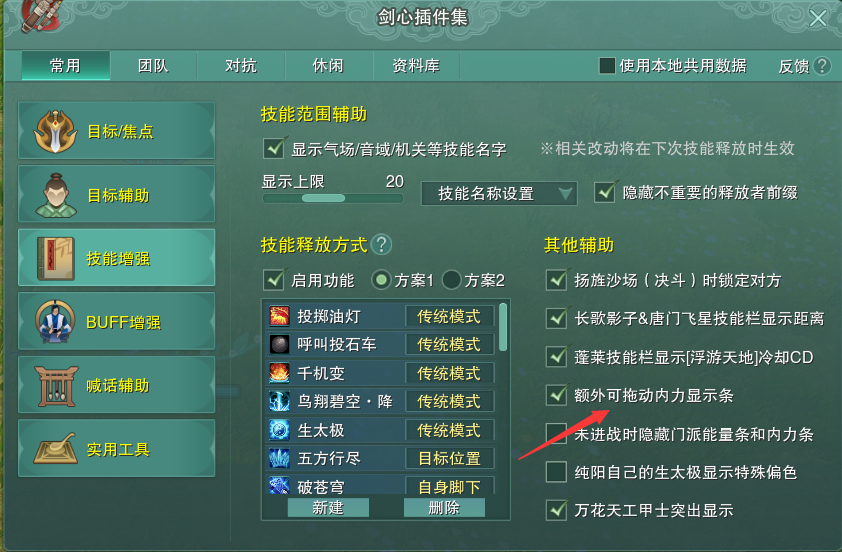 剑心插件集
常用 团队 对抗 休闲 资料库 使用本地共用数据 反馈 ?
目标/焦点
目标辅助
技能增强
BUFF增强
喊话辅助
实用工具
技能范围辅助
显示气场/音域/机关等技能名字 ※相关改动将在下次技能释放时生效
显示上限 20 技能名称设置 隐藏不重要的释放者前缀
技能释放方式 ?
启用功能 方案1 方案2
投掷油灯 传统模式
呼叫投石车 传统模式
千机变 传统模式
鸟翔碧空·降 传统模式
生太极 传统模式
五方行尽 目标位置
破苍穹 自身脚下
新建 删除
其他辅助
扬旌沙场（决斗）时锁定对方
长歌影子&唐门飞星技能栏显示距离
蓬莱技能栏显示[浮游天地]冷却CD
额外可拖动内力显示条
未进战时隐藏门派能量条和内力条
纯阳自己的生太极显示特殊偏色
万花天工甲士突出显示